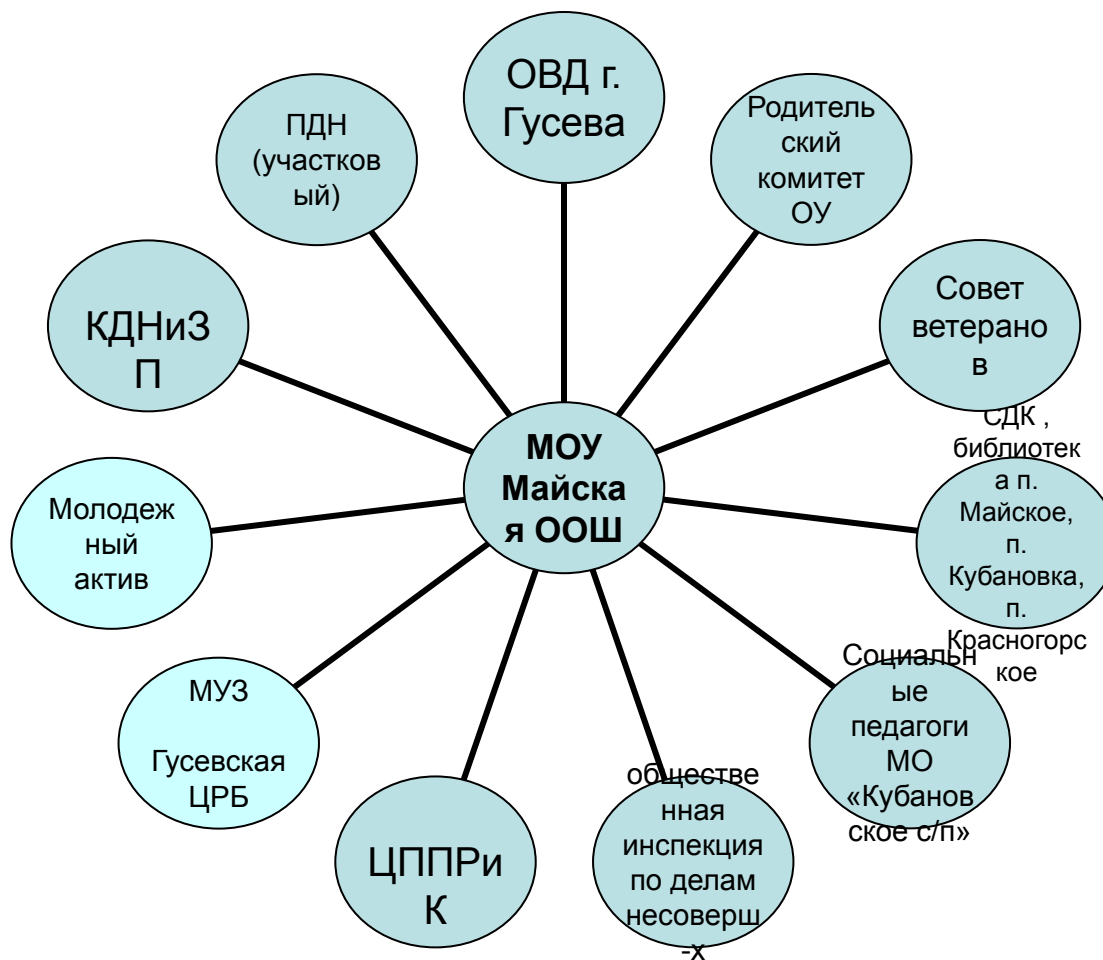 ОВД г.
Гусева
Родитель
ский
комитет
ОУ
Совет
ветерано
в
СДК ,
библиотек
а п.
Майское,
п.
Кубановка,
п.
Красногорс
кое
Социальн
ые
педагоги
МО
«Кубанов
ское с/п»
обществе
нная
инспекция
по делам
несоверш
-х
ЦППРи
К
МУЗ
Гусевская
ЦРБ
Молодеж
ный
актив
КДНиЗ
П
ПДН
(участков
ый)
МОУ
Майска
я ООШ